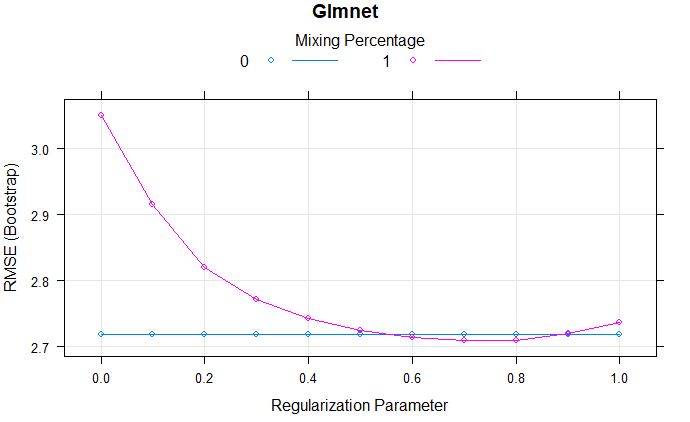 Glmnet
Mixing Percentage
0 1
3.0
2.9
2.8
2.7
RMSE (Bootstrap)
0.0 0.2 0.4 0.6 0.8 1.0
Regularization Parameter